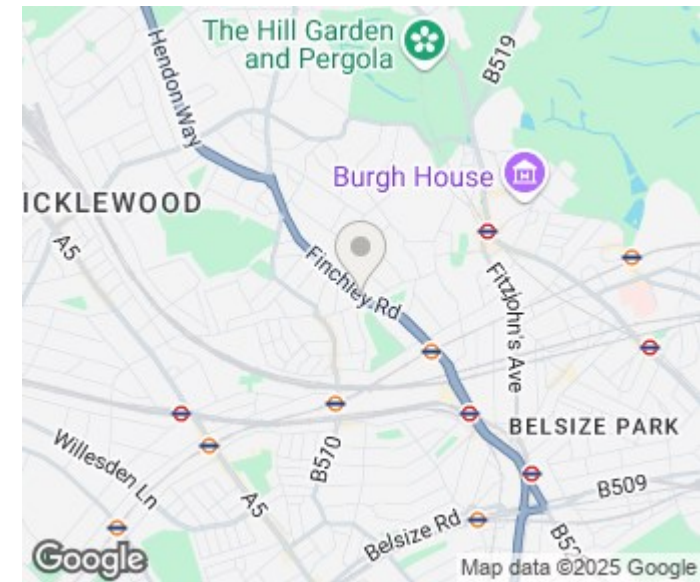 The Hill Garden
and Pergola
B519
Hendon Way
Burgh House
ICKLEWOOD
A5
Finchley Rd
Fitzjohn's Ave
BELSIZE PARK
B570
Willesden Ln
A5
B509
Belsize Rd
Google
Map data ©2025 Google